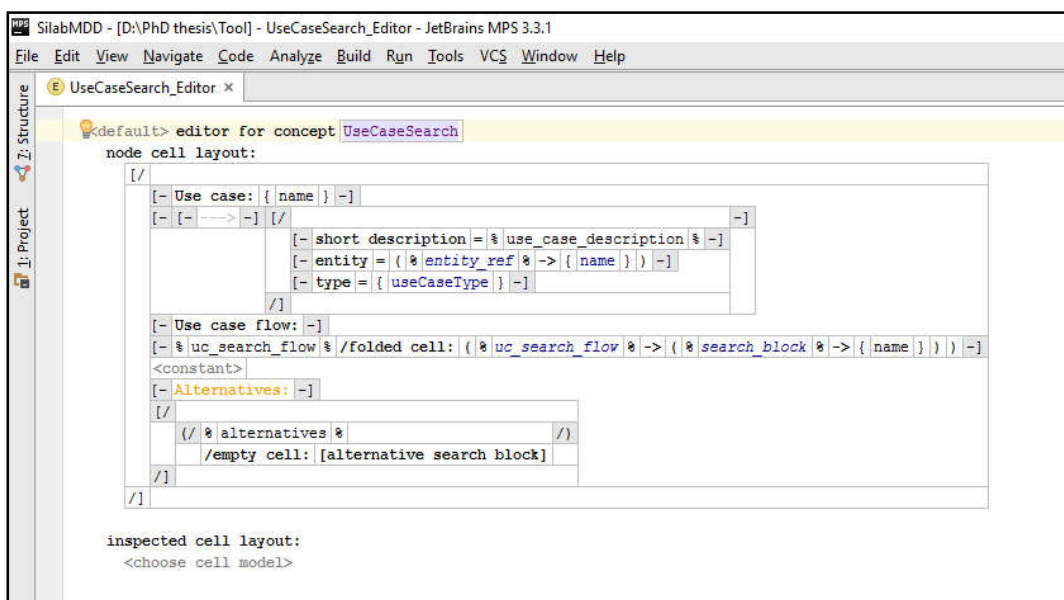 MPS SilabMDD - [D:\PhD thesis\Tool] - UseCaseSearch_Editor - JetBrains MPS 3.3.1
File Edit View Navigate Code Analyze Build Run Tools VCS Window Help
7: Structure
1: Project
E UseCaseSearch_Editor ×
<default> editor for concept UseCaseSearch
node cell layout:
[/
[- Use case: { name } -]
[- [- ---> -] [/ -]
[- short description = % use_case_description % -]
[- entity = ( % entity_ref % -> { name } ) -]
[- type = { useCaseType } -]
/]
[- Use case flow: -]
[- % uc_search_flow % /folded cell: ( % uc_search_flow % -> ( % search_block % -> { name } ) ) -]
<constant>
[- Alternatives: -]
[/
(/ % alternatives % /)
/empty cell: [alternative search block]
/]
/]
inspected cell layout:
<choose cell model>